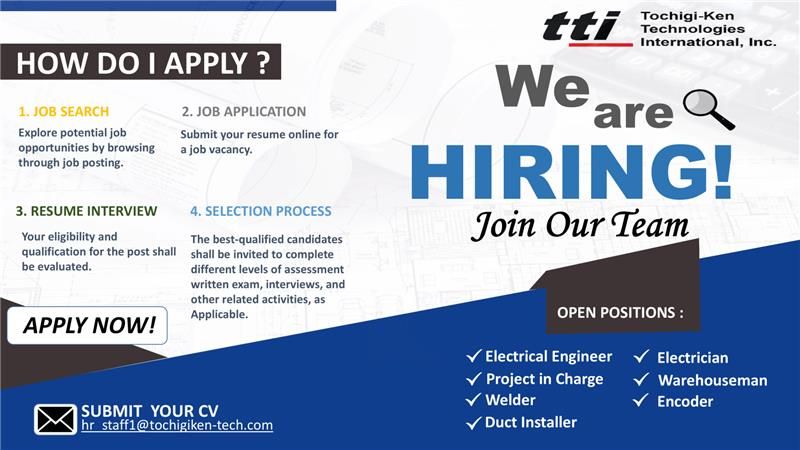 tti
Tochigi-Ken
Technologies
International, Inc.
HOW DO I APPLY ?
We
are
HIRING!
Join Our Team
1. JOB SEARCH
Explore potential job
opportunities by browsing
through job posting.
2. JOB APPLICATION
Submit your resume online for
a job vacancy.
3. RESUME INTERVIEW
Your eligibility and
qualification for the post shall
be evaluated.
4. SELECTION PROCESS
The best-qualified candidates
shall be invited to complete
different levels of assessment
written exam, interviews, and
other related activities, as
Applicable.
APPLY NOW!
OPEN POSITIONS :
Electrical Engineer
Project in Charge
Welder
Duct Installer
Electrician
Warehouseman
Encoder
SUBMIT YOUR CV
hr_staff1@tochigiken-tech.com